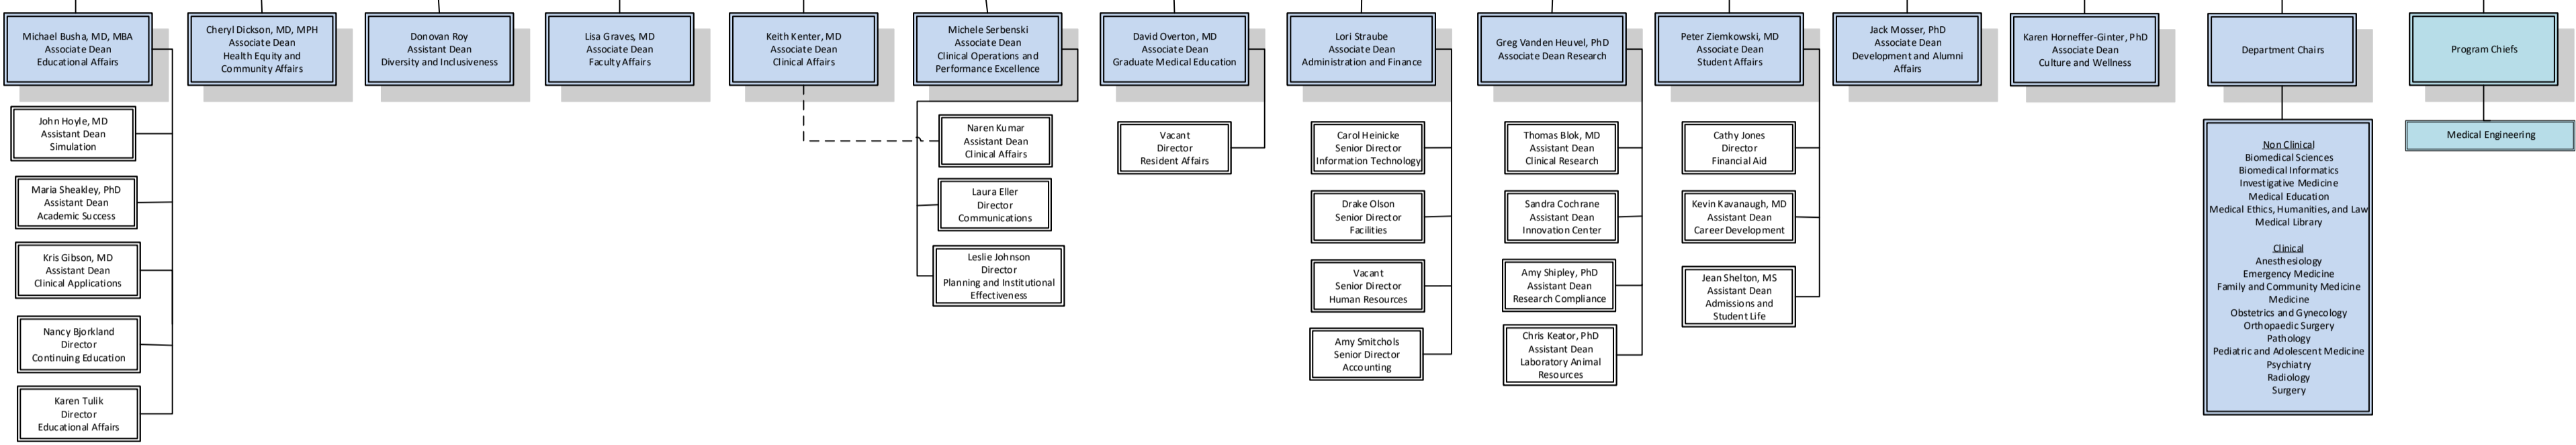 Michael Busha, MD, MBA
Associate Dean
Educational Affairs
John Hoyle, MD
Assistant Dean
Simulation
Maria Sheakley, PhD
Assistant Dean
Academic Success
Kris Gibson, MD
Assistant Dean
Clinical Applications
Nancy Bjorkland
Director
Continuing Education
Karen Tulik
Director
Educational Affairs
Cheryl Dickson, MD, MPH
Associate Dean
Health Equity and
Community Affairs
Donovan Roy
Assistant Dean
Diversity and Inclusiveness
Lisa Graves, MD
Associate Dean
Faculty Affairs
Keith Kenter, MD
Associate Dean
Clinical Affairs
Michele Serbenski
Associate Dean
Clinical Operations and
Performance Excellence
Naren Kumar
Assistant Dean
Clinical Affairs
Laura Eller
Director
Communications
Leslie Johnson
Director
Planning and Institutional
Effectiveness
David Overton, MD
Associate Dean
Graduate Medical Education
Vacant
Director
Resident Affairs
Lori Straube
Associate Dean
Administration and Finance
Carol Heinicke
Senior Director
Information Technology
Drake Olson
Senior Director
Facilities
Vacant
Senior Director
Human Resources
Amy Smitchols
Senior Director
Accounting
Greg Vanden Heuvel, PhD
Associate Dean Research
Thomas Blok, MD
Assistant Dean
Clinical Research
Sandra Cochrane
Assistant Dean
Innovation Center
Amy Shipley, PhD
Assistant Dean
Research Compliance
Chris Keator, PhD
Assistant Dean
Laboratory Animal
Resources
Peter Ziemkowski, MD
Associate Dean
Student Affairs
Cathy Jones
Director
Financial Aid
Kevin Kavanaugh, MD
Assistant Dean
Career Development
Jean Shelton, MS
Assistant Dean
Admissions and
Student Life
Jack Mosser, PhD
Associate Dean
Development and Alumni
Affairs
Karen Horneffer-Ginter, PhD
Associate Dean
Culture and Wellness
Department Chairs
Non Clinical
Biomedical Sciences
Biomedical Informatics
Investigative Medicine
Medical Education
Medical Ethics, Humanities, and Law
Medical Library
Clinical
Anesthesiology
Emergency Medicine
Family and Community Medicine
Medicine
Obstetrics and Gynecology
Orthopaedic Surgery
Pathology
Pediatric and Adolescent Medicine
Psychiatry
Radiology
Surgery
Program Chiefs
Medical Engineering